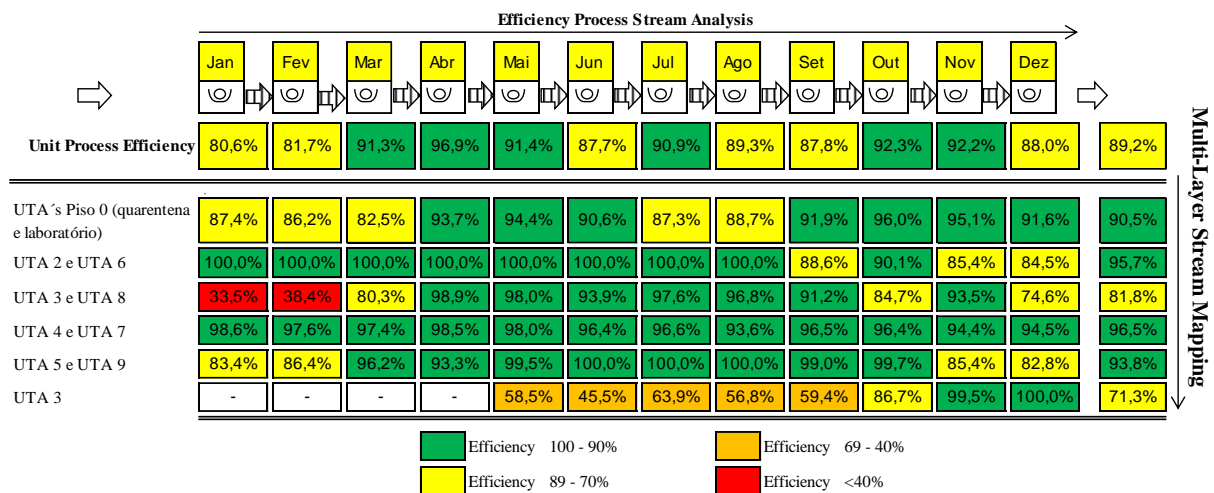 Efficiency Process Stream Analysis
Jan Fev Mar Abr Mai Jun Jul Ago Set Out Nov Dez
Unit Process Efficiency 80,6% 81,7% 91,3% 96,9% 91,4% 87,7% 90,9% 89,3% 87,8% 92,3% 92,2% 88,0% 89,2%
UTA´s Piso 0 (quarentena
e laboratório) 87,4% 86,2% 82,5% 93,7% 94,4% 90,6% 87,3% 88,7% 91,9% 96,0% 95,1% 91,6% 90,5%
UTA 2 e UTA 6 100,0% 100,0% 100,0% 100,0% 100,0% 100,0% 100,0% 100,0% 88,6% 90,1% 85,4% 84,5% 95,7%
UTA 3 e UTA 8 33,5% 38,4% 80,3% 98,9% 98,0% 93,9% 97,6% 96,8% 91,2% 84,7% 93,5% 74,6% 81,8%
UTA 4 e UTA 7 98,6% 97,6% 97,4% 98,5% 98,0% 96,4% 96,6% 93,6% 96,5% 96,4% 94,4% 94,5% 96,5%
UTA 5 e UTA 9 83,4% 86,4% 96,2% 93,3% 99,5% 100,0% 100,0% 100,0% 99,0% 99,7% 85,4% 82,8% 93,8%
UTA 3 - - - - 58,5% 45,5% 63,9% 56,8% 59,4% 86,7% 99,5% 100,0% 71,3%
Multi-Layer Stream Mapping
Efficiency 100 - 90% Efficiency 69 - 40%
Efficiency 89 - 70% Efficiency <40%